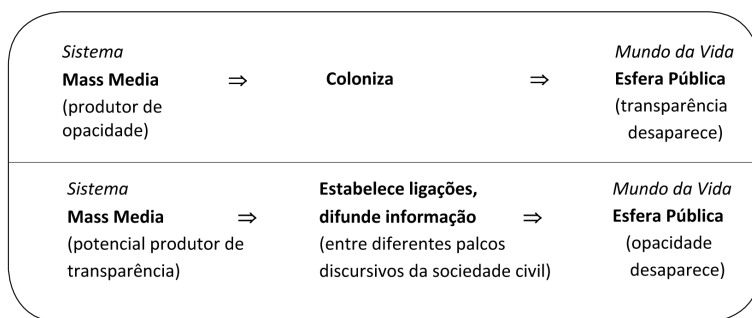 Sistema Mundo da Vida
Mass Media ⇒ Coloniza ⇒ Esfera Pública
(produtor de (transparência
opacidade) desaparece)
Sistema Estabelece ligações, Mundo da Vida
Mass Media ⇒ difunde informação ⇒ Esfera Pública
(potencial produtor de (entre diferentes palcos (opacidade
transparência) discursivos da sociedade civil) desaparece)